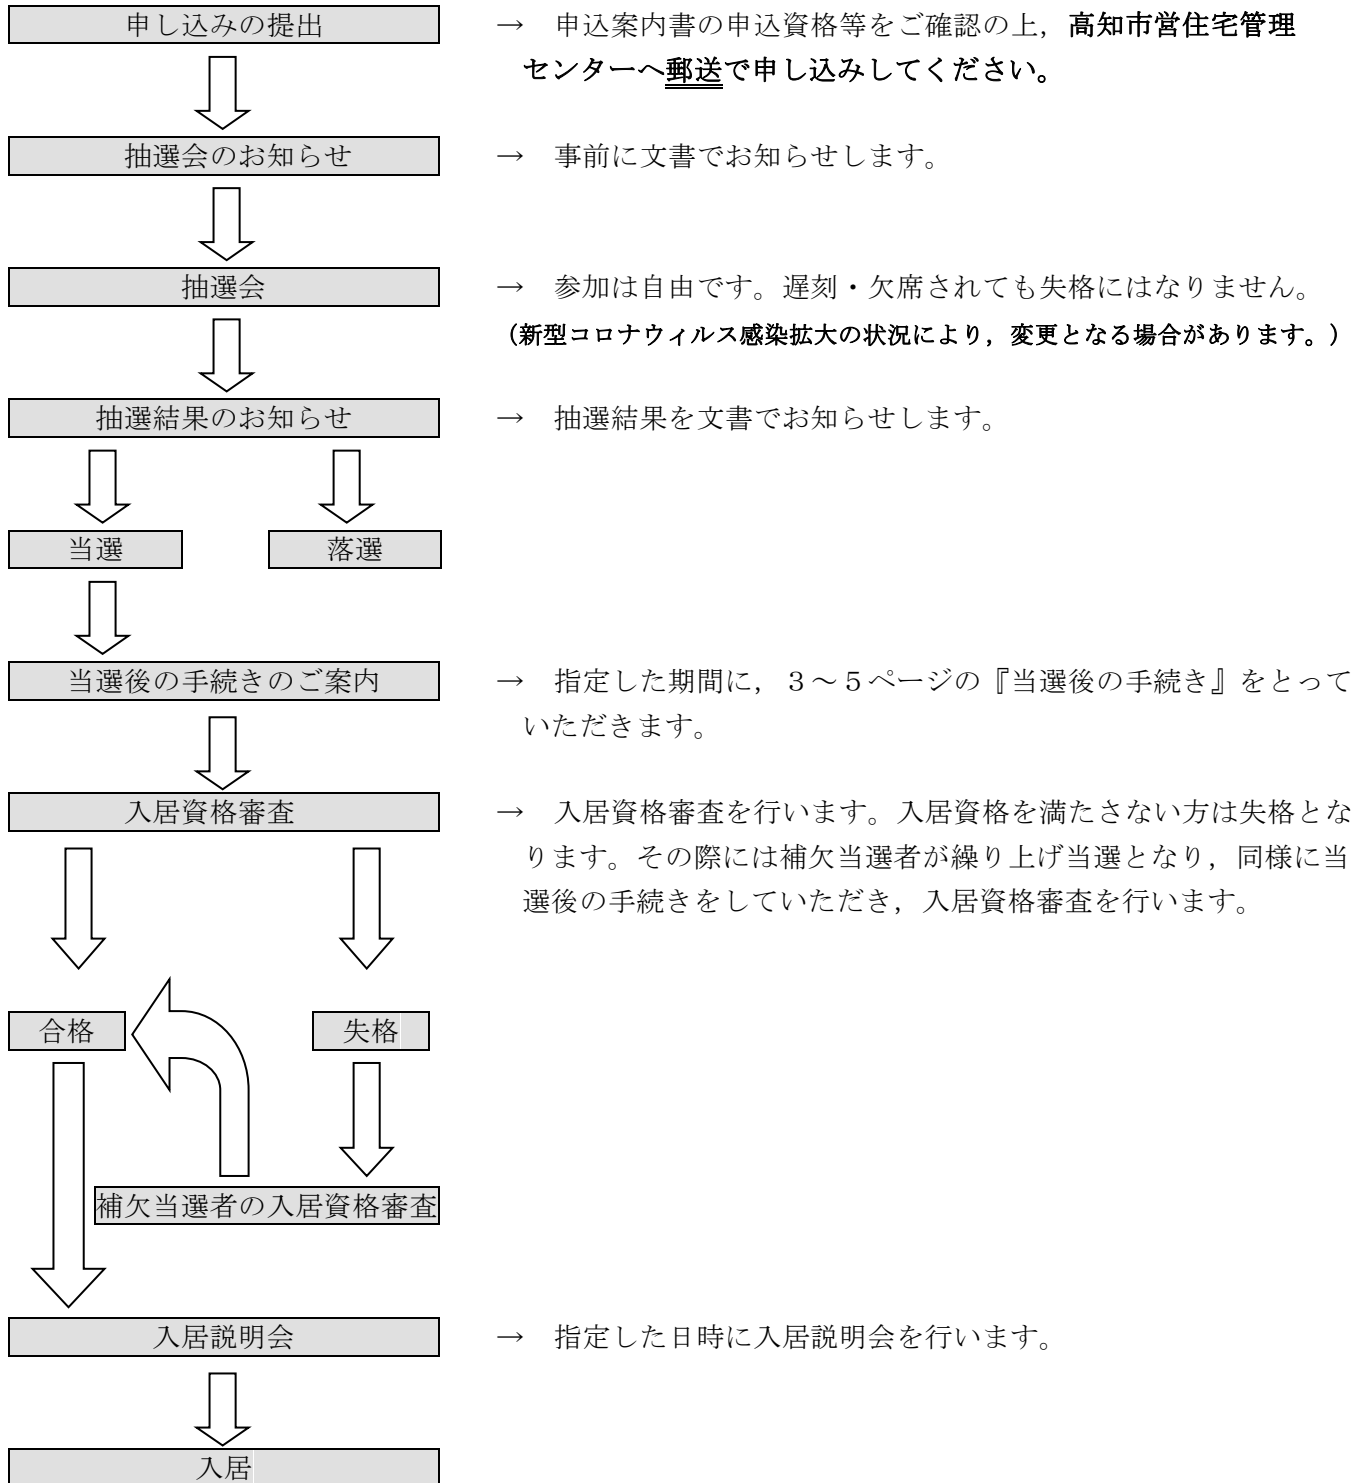 申し込みの提出
→　申込案内書の申込資格等をご確認の上，高知市営住宅管理
センターへ郵送で申し込みしてください。
抽選会のお知らせ
→　事前に文書でお知らせします。
抽選会
→　参加は自由です。遅刻・欠席されても失格にはなりません。
（新型コロナウィルス感染拡大の状況により，変更となる場合があります。）
抽選結果のお知らせ
→　抽選結果を文書でお知らせします。
当選
落選
当選後の手続きのご案内
→　指定した期間に，３～５ページの『当選後の手続き』をとって
いただきます。
入居資格審査
→　入居資格審査を行います。入居資格を満たさない方は失格とな
ります。その際には補欠当選者が繰り上げ当選となり，同様に当
選後の手続きをしていただき，入居資格審査を行います。
合格
失格
補欠当選者の入居資格審査
入居説明会
→　指定した日時に入居説明会を行います。
入居